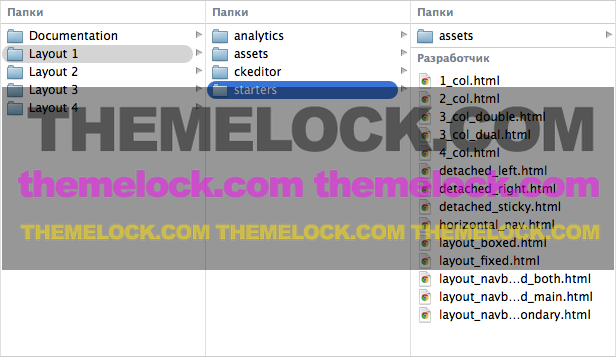 Папки
Documentation
Layout 1
Layout 2
Layout 3
Layout 4
Папки
analytics
assets
ckeditor
starters
Папки
assets
Разработчик
1_col.html
2_col.html
3_col_double.html
3_col_dual.html
4_col.html
detached_left.html
detached_right.html
detached_sticky.html
horizontal_nav.html
layout_boxed.html
layout_fixed.html
layout_navb...d_both.html
layout_navb...d_main.html
layout_navb...ondary.html
THEMELOCK.COM
themelock.com themelock.com
THEMELOCK.COM THEMELOCK.COM THEMELOCK.COM